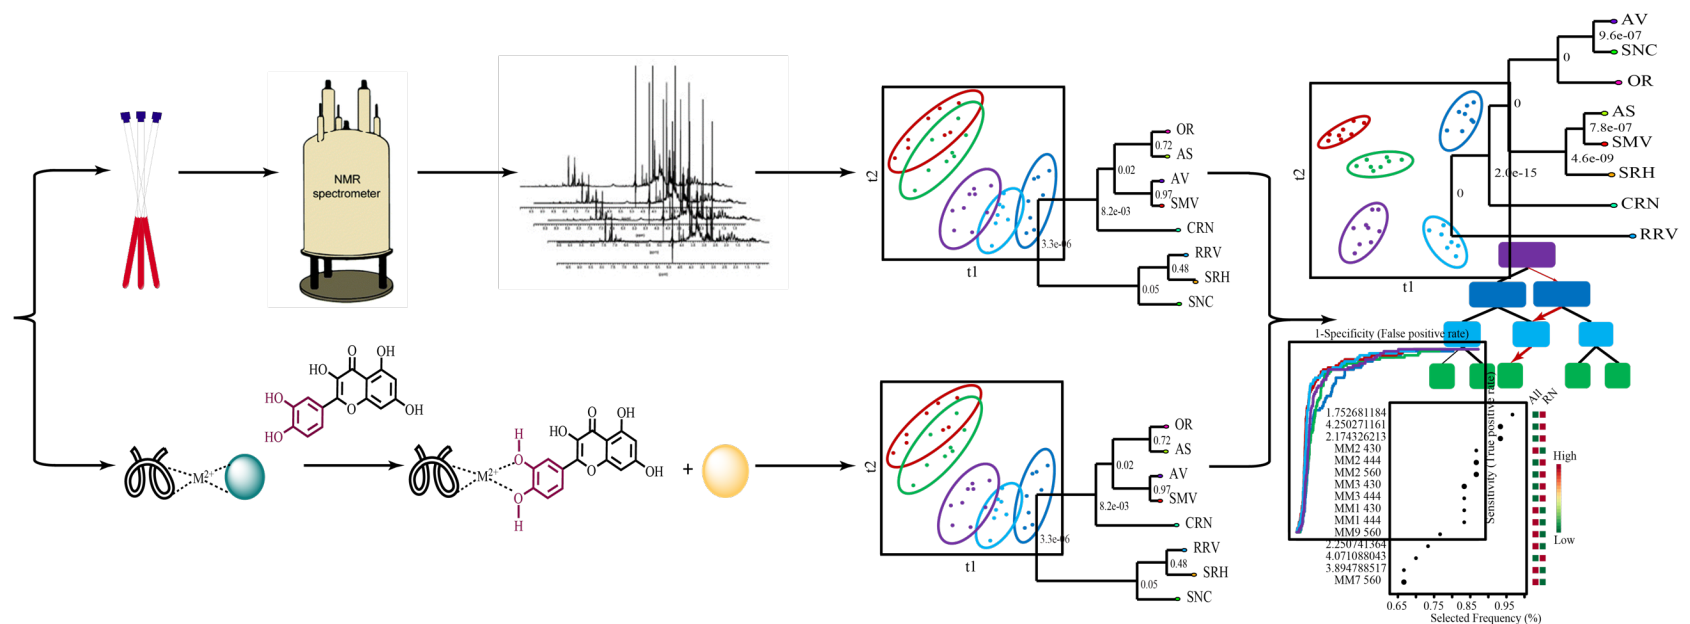 NMR
spectrometer
t2
t1
OR
0.72
AS
0.02
AV
0.97
SMV
8.2e-03
CRN
3.3e-06
RRV
0.48
SRH
0.05
SNC
AV
9.6e-07
SNC
0
OR
0
AS
7.8e-07
SMV
4.6e-09
SRH
2.0e-15
0
CRN
RRV
t2
t1
OH
O
HO
HO
HO
O
OH
M2+
M2+
H
O
O
H
O
OH
HO
O
OH
+
t2
t1
OR
0.72
AS
0.02
AV
0.97
SMV
8.2e-03
CRN
3.3e-06
RRV
0.48
SRH
0.05
SNC
1-Specificity (False positive rate)
Sensitivity (True positive rate)
All
RN
1.752681184
4.250271161
2.174326213
MM2 430
MM2 444
MM2 560
MM3 430
MM3 444
MM1 430
MM1 444
MM9 560
2.250741364
4.071088043
3.894788517
MM7 560
High
Low
0.65 0.75 0.85 0.95
Selected Frequency (%)